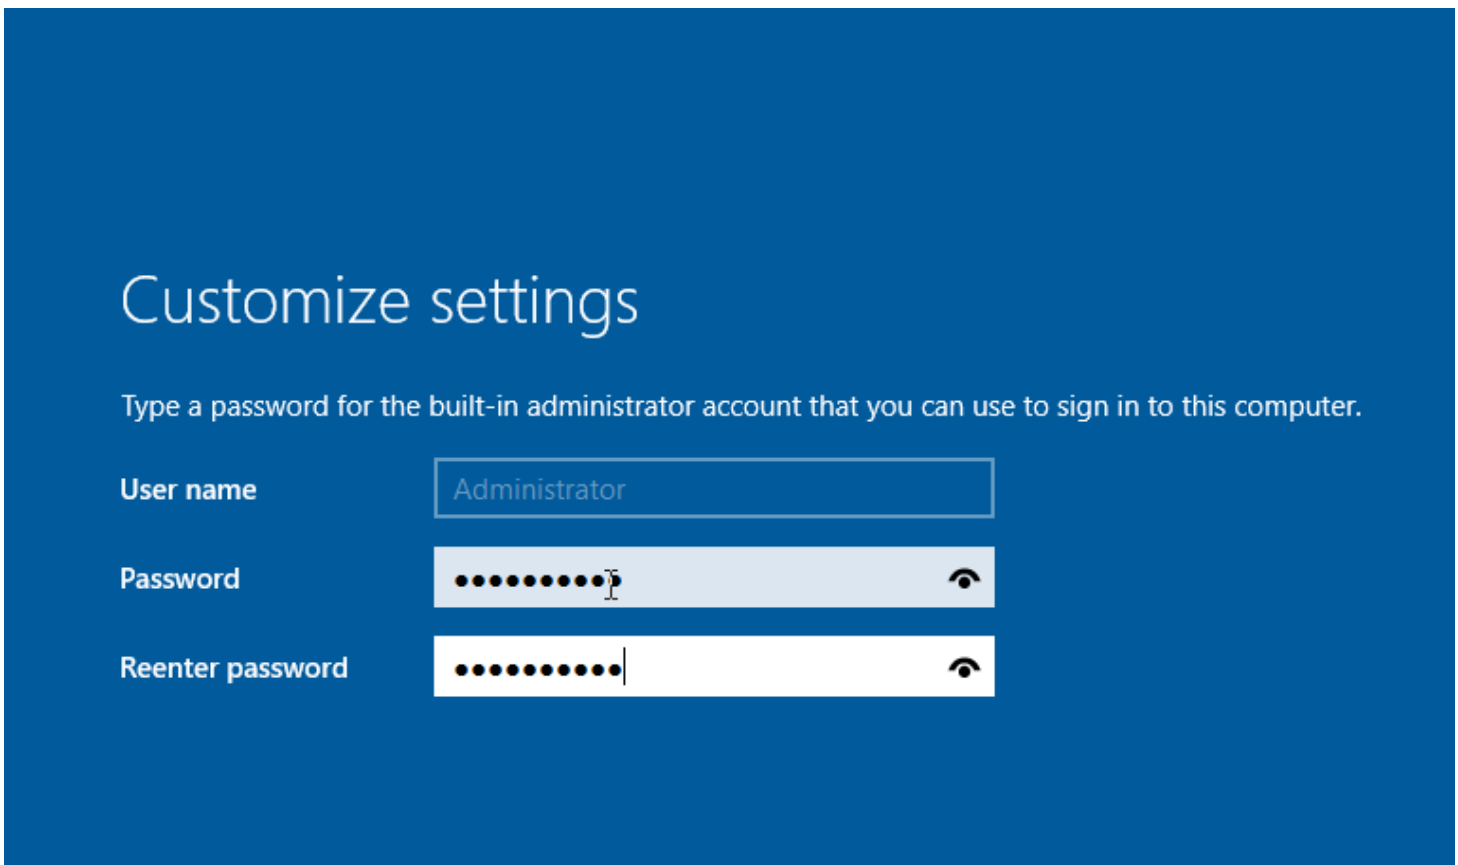 Customize settings
Type a password for the built-in administrator account that you can use to sign in to this computer.
User name Administrator
Password ••••••••••
Reenter password ••••••••••